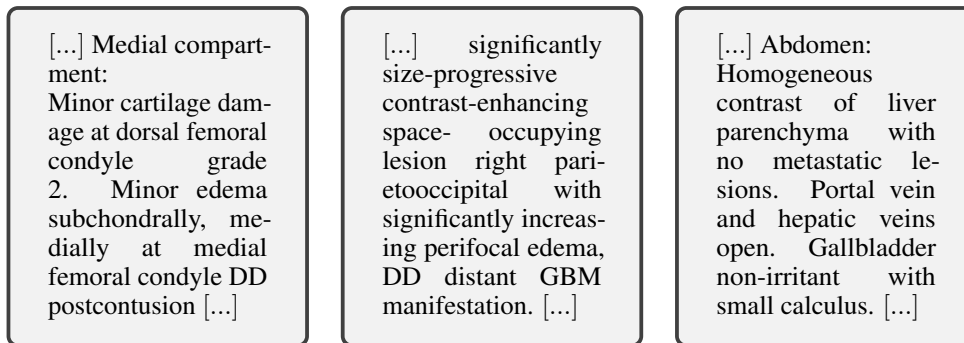 [...] Medial compart-
ment:
Minor cartilage dam-
age at dorsal femoral
condyle grade
2. Minor edema
subchondrally, me-
dially at medial
femoral condyle DD
postcontusion [...]
[...] significantly
size-progressive
contrast-enhancing
space- occupying
lesion right pari-
etooccipital with
significantly increas-
ing perifocal edema,
DD distant GBM
manifestation. [...]
[...] Abdomen:
Homogeneous
contrast of liver
parenchyma with
no metastatic le-
sions. Portal vein
and hepatic veins
open. Gallbladder
non-irritant with
small calculus. [...]